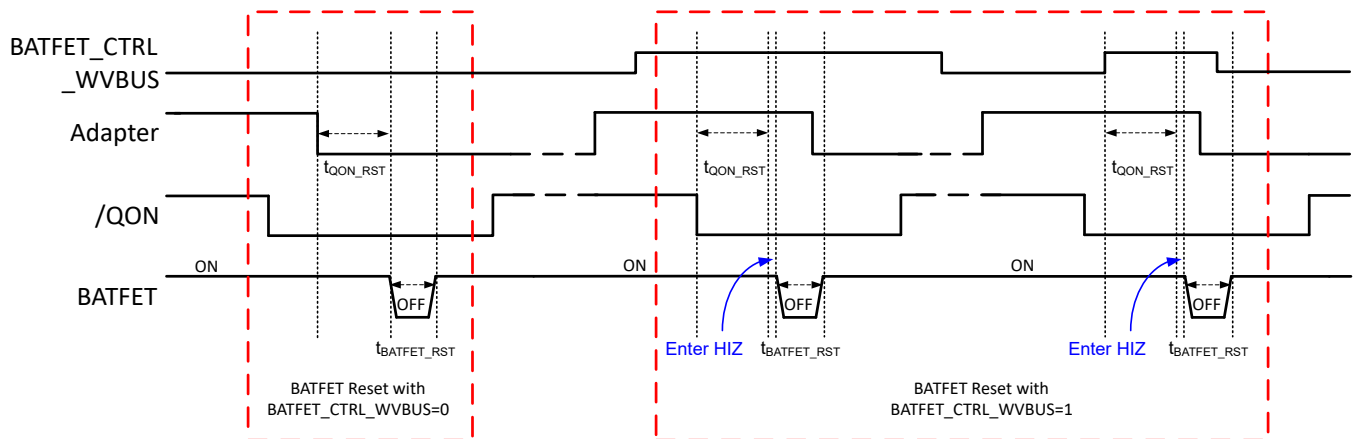 BATFET_CTRL
_WVBUS
Adapter
tQON_RST
tQON_RST
tQON_RST
/QON
ON
ON
ON
BATFET
OFF
OFF
OFF
tBATFET_RST
Enter HIZ
tBATFET_RST
Enter HIZ
tBATFET_RST
BATFET Reset with
BATFET_CTRL_WVBUS=0
BATFET Reset with
BATFET_CTRL_WVBUS=1